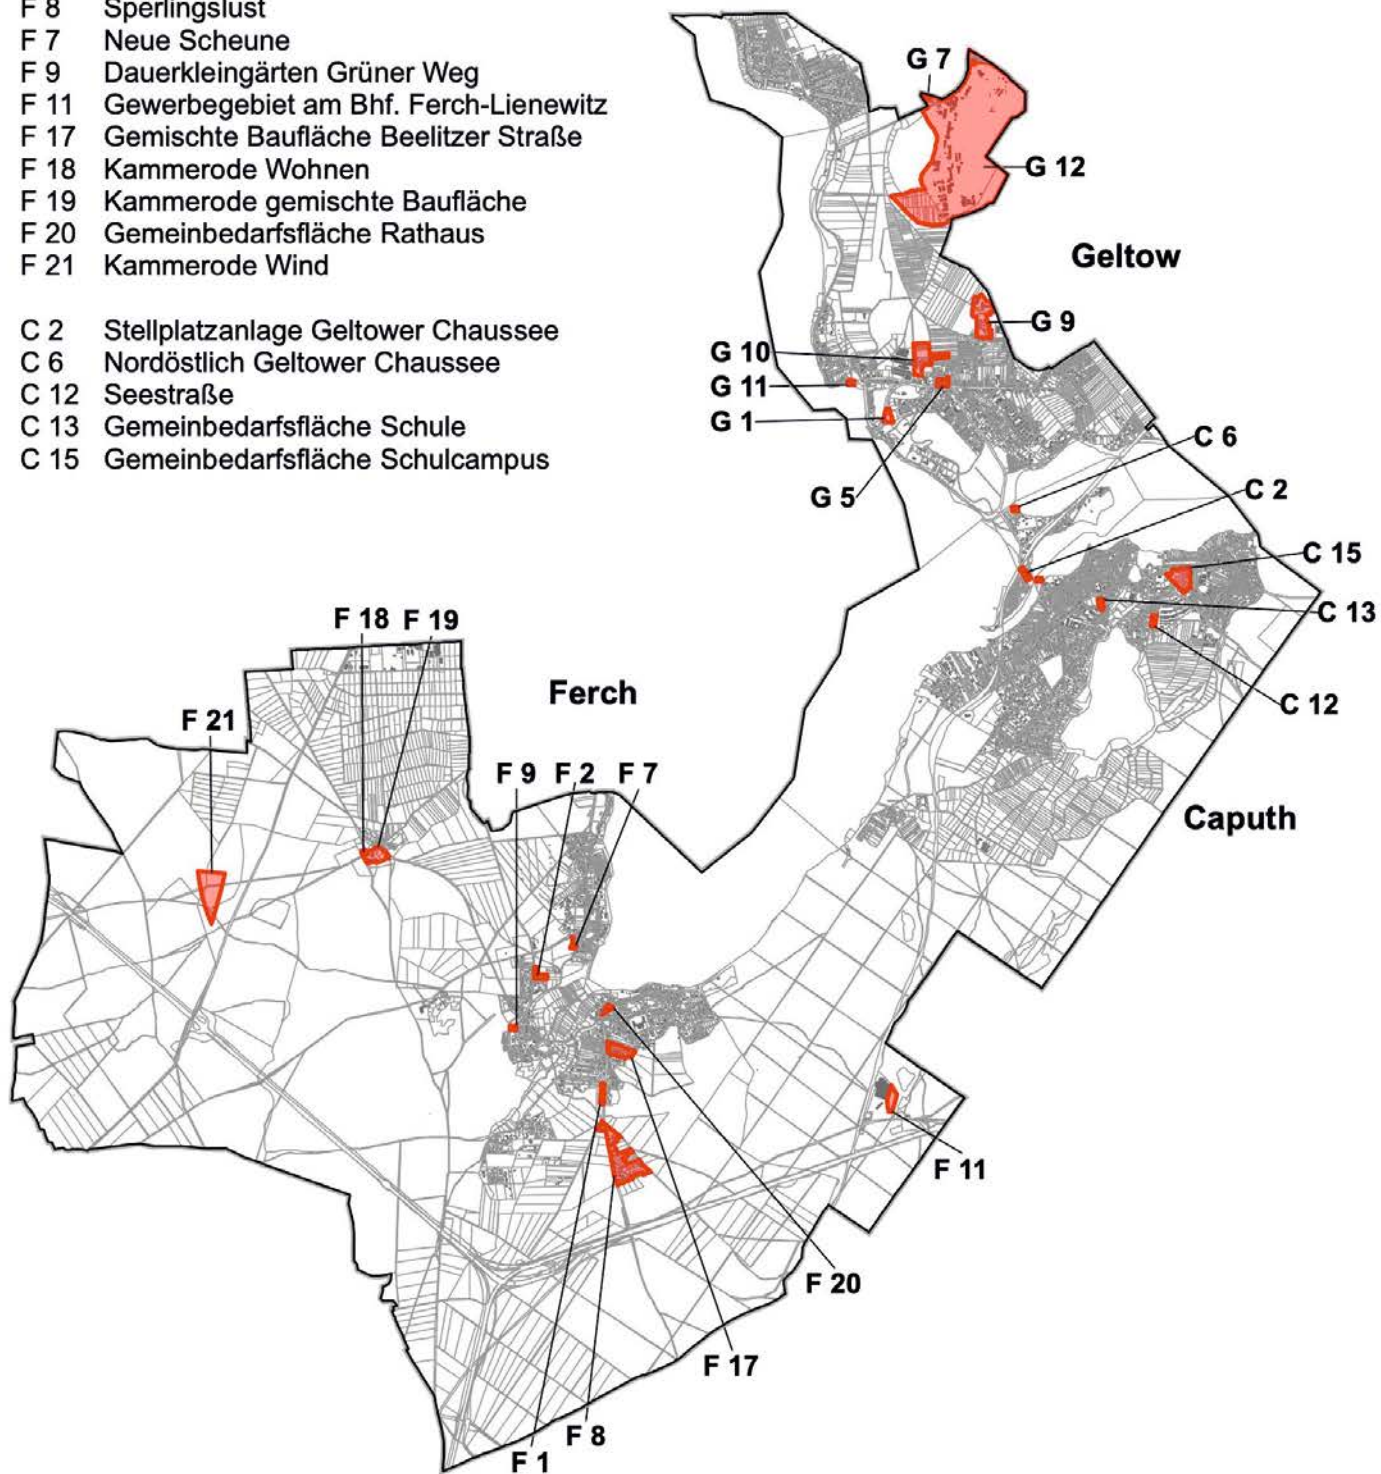 F 8 Sperlingslust
F 7 Neue Scheune
F 9 Dauerkleingärten Grüner Weg
F 11 Gewerbegebiet am Bhf. Ferch-Lienewitz
F 17 Gemischte Baufläche Beelitzer Straße
F 18 Kammerode Wohnen
F 19 Kammerode gemischte Baufläche
F 20 Gemeinbedarfsfläche Rathaus
F 21 Kammerode Wind
C 2 Stellplatzanlage Geltower Chaussee
C 6 Nordöstlich Geltower Chaussee
C 12 Seestraße
C 13 Gemeinbedarfsfläche Schule
C 15 Gemeinbedarfsfläche Schulcampus
G 7
G 12
Geltow
G 9
G 10
G 11
G 1
C 6
G 5
C 2
C 15
C 13
F 18 F 19
Ferch
C 12
F 21
F 9 F 2 F 7
Caputh
F 11
F 20
F 17
F 8
F 1